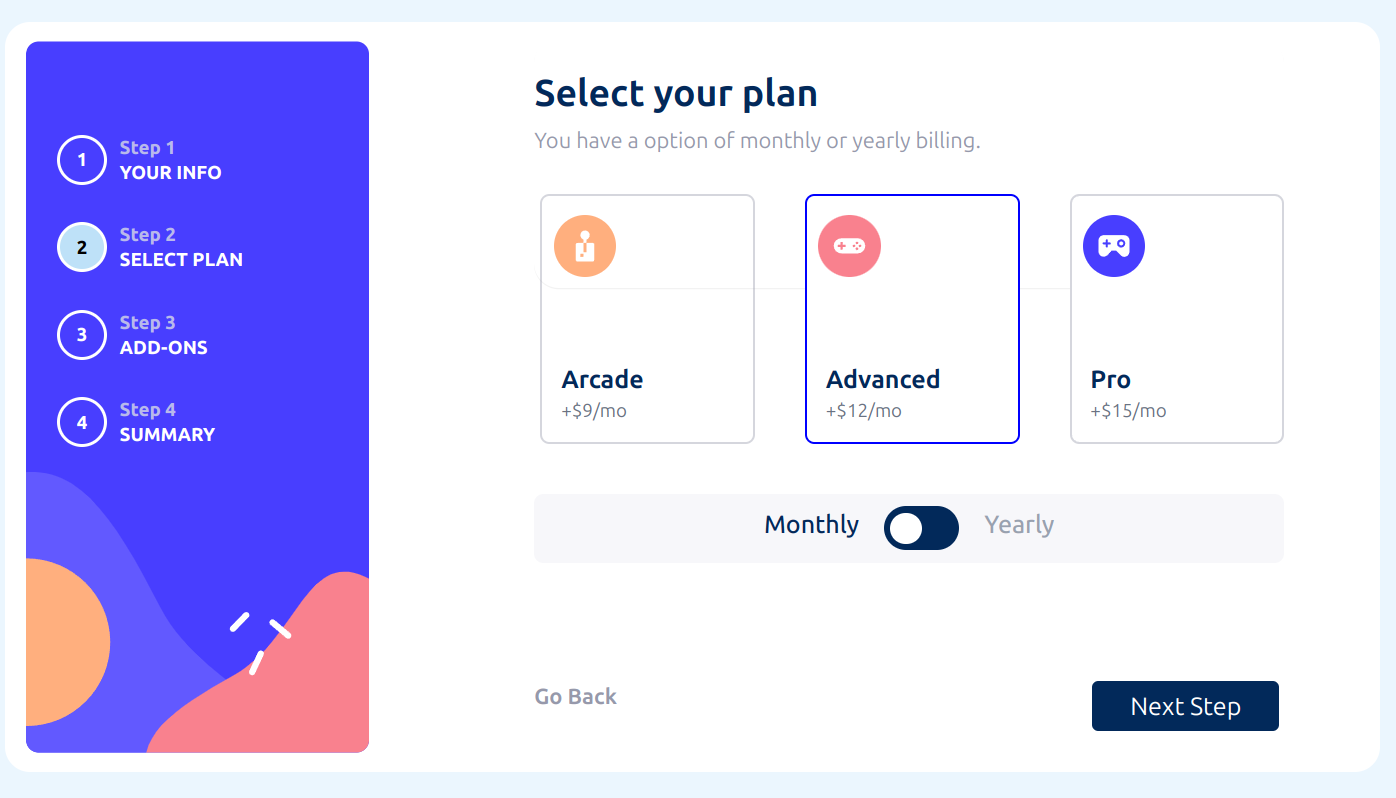 1
Step 1
YOUR INFO
2
Step 2
SELECT PLAN
3
Step 3
ADD-ONS
4
Step 4
SUMMARY
Select your plan
You have a option of monthly or yearly billing.
Arcade
+$9/mo
Advanced
+$12/mo
Pro
+$15/mo
Monthly Yearly
Go Back
Next Step